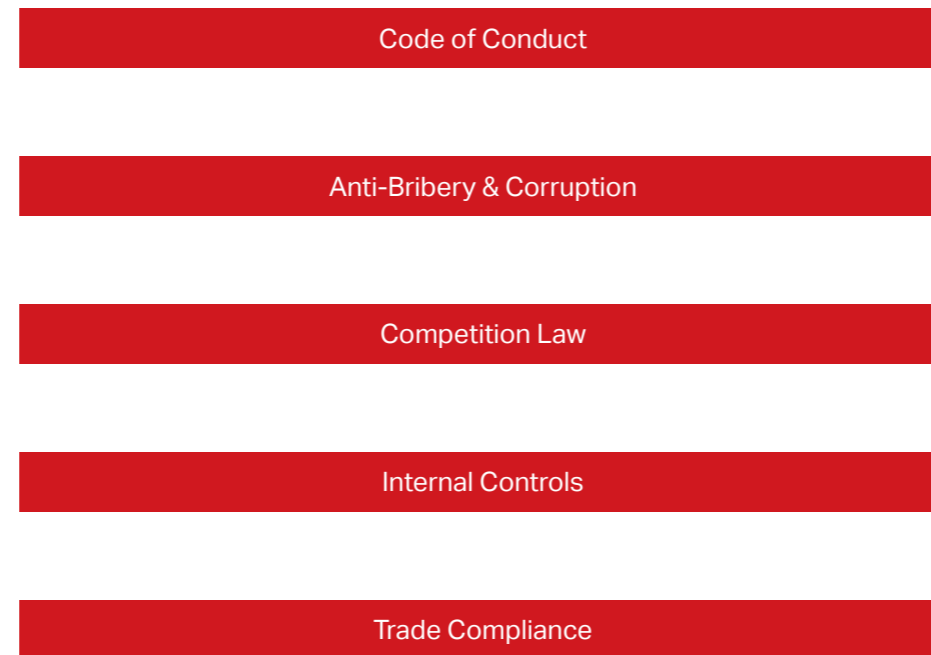 Code of Conduct
Anti-Bribery & Corruption
Competition Law
Internal Controls
Trade Compliance